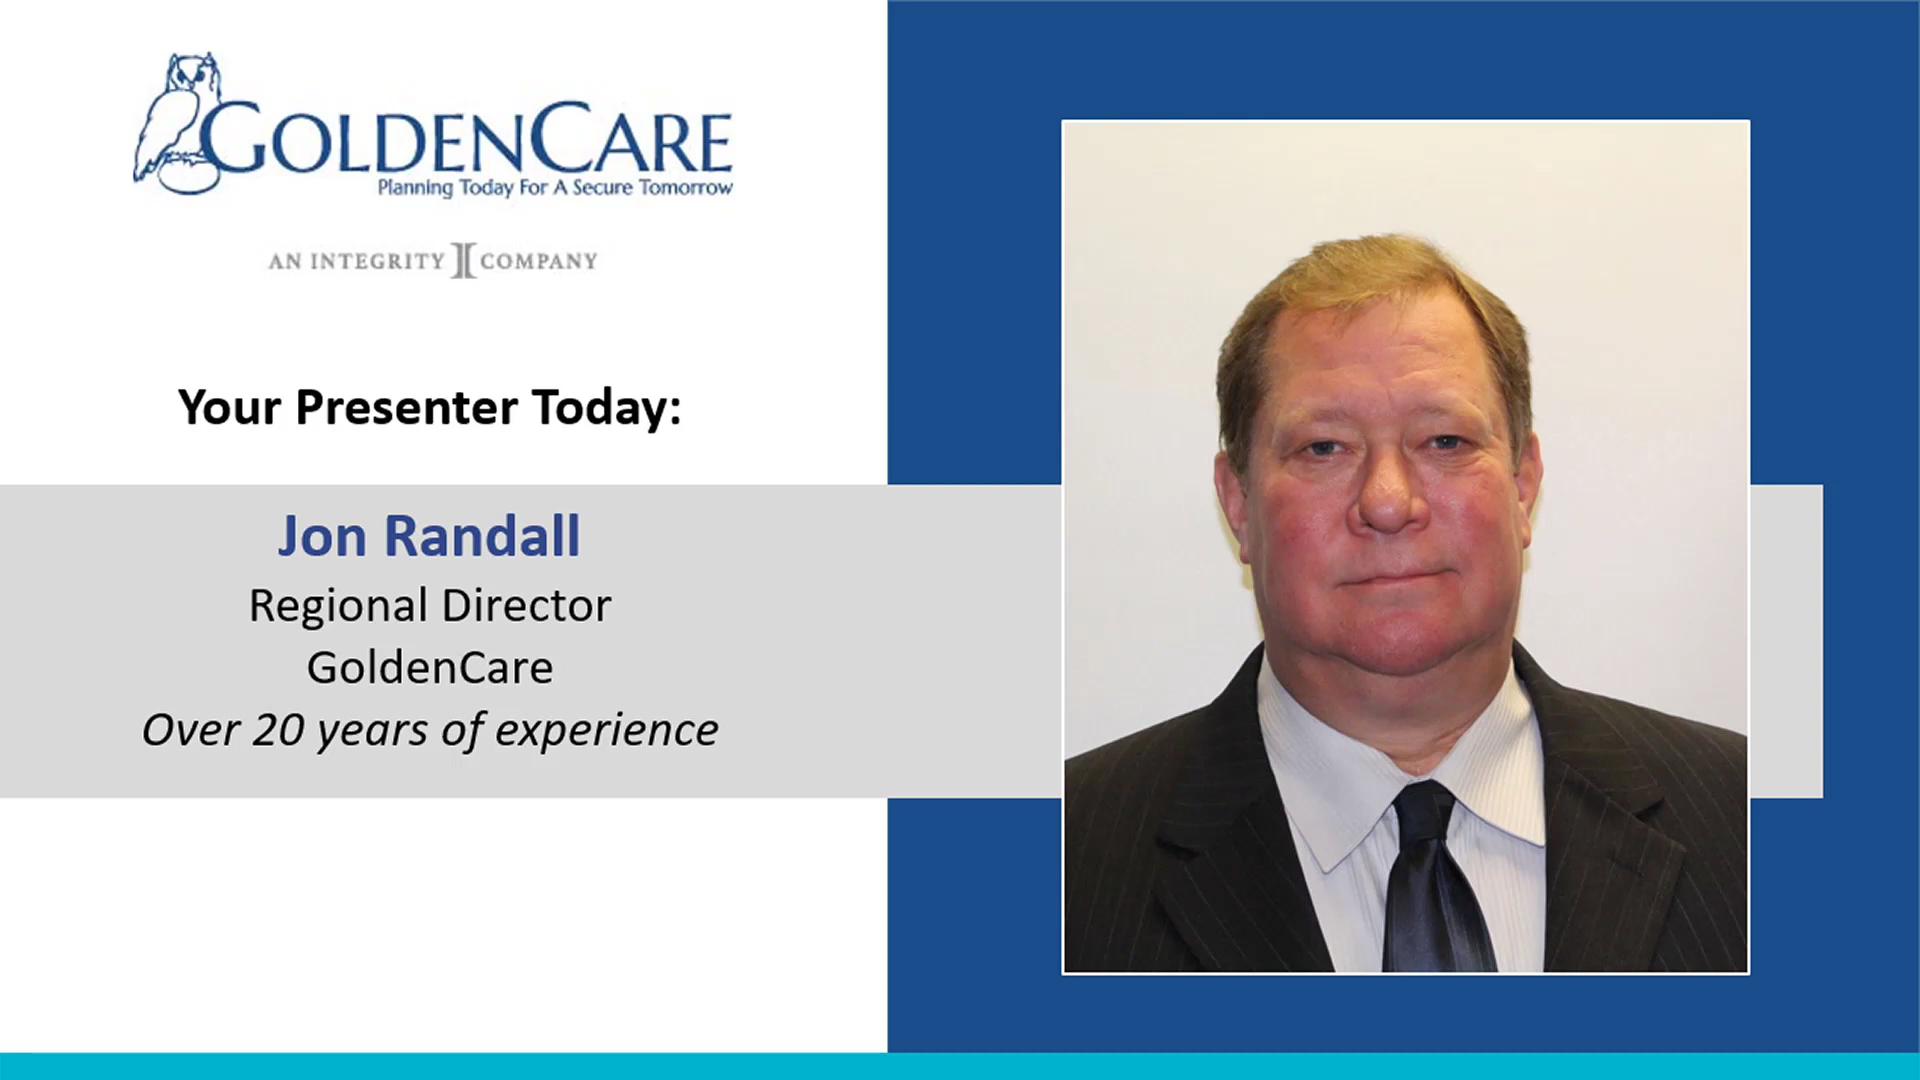 GOLDENCARE
Planning Today For A Secure Tomorrow
AN INTEGRITY COMPANY
Your Presenter Today:
Jon Randall
Regional Director
GoldenCare
Over 20 years of experience